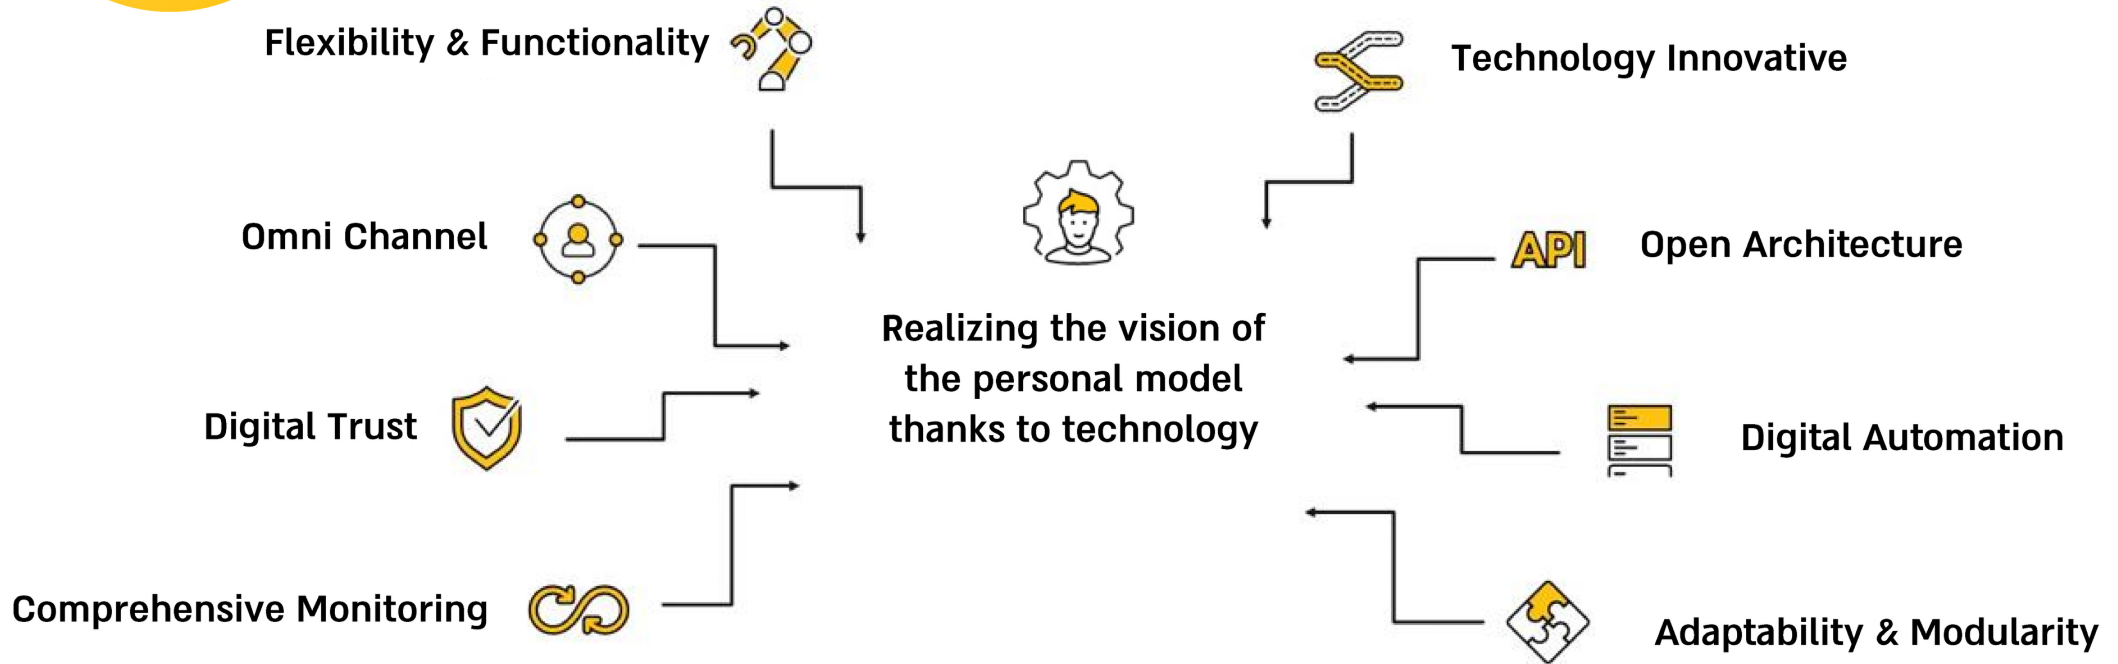 Flexibility & Functionality
Technology Innovative
Omni Channel
API
Open Architecture
Realizing the vision of
the personal model
thanks to technology
Digital Trust
Digital Automation
Comprehensive Monitoring
Adaptability & Modularity